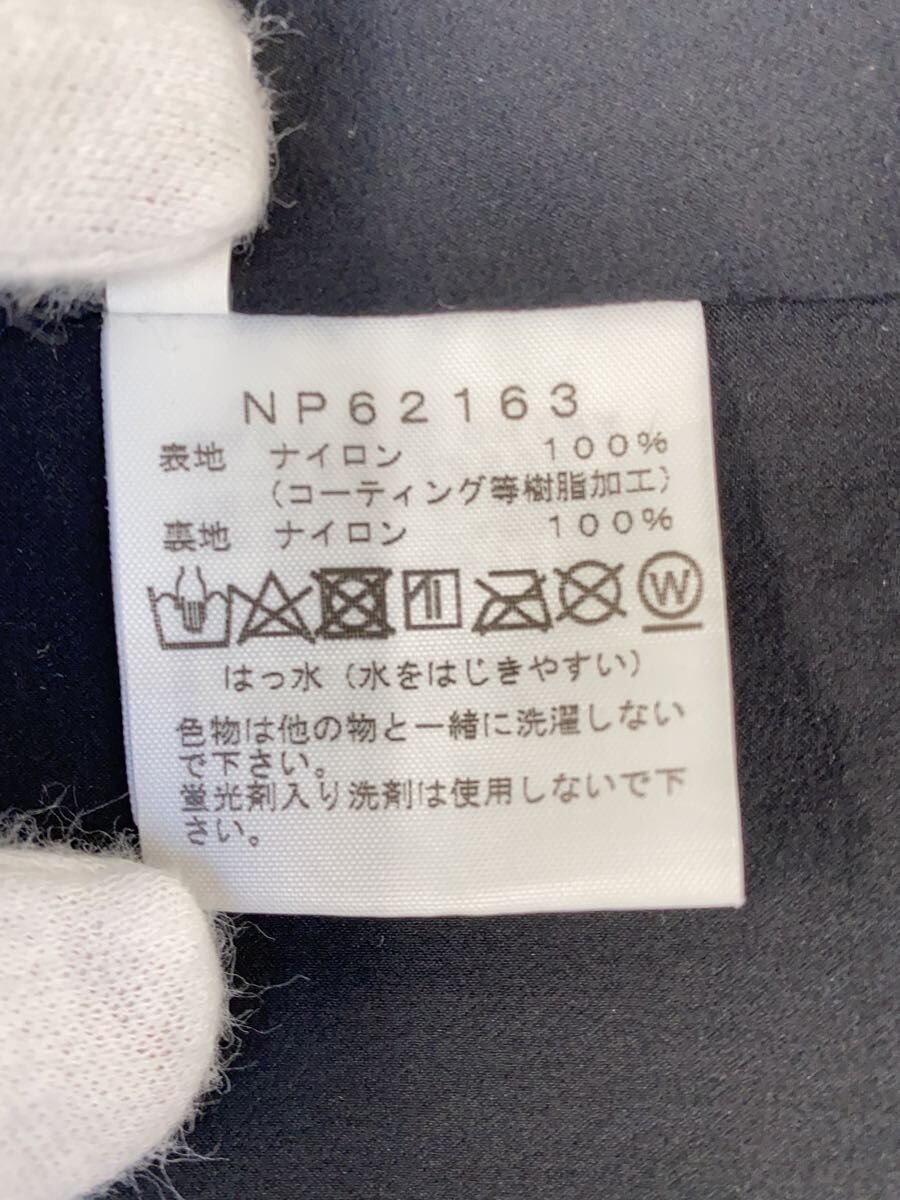 NP62163
表地 ナイロン 100%
(コーティング等樹脂加工)
裏地 ナイロン 100%
W
はっ水（水をはじきやすい）
色物は他の物と一緒に洗濯しない
で下さい。
蛍光剤入り洗剤は使用しないで下
さい。